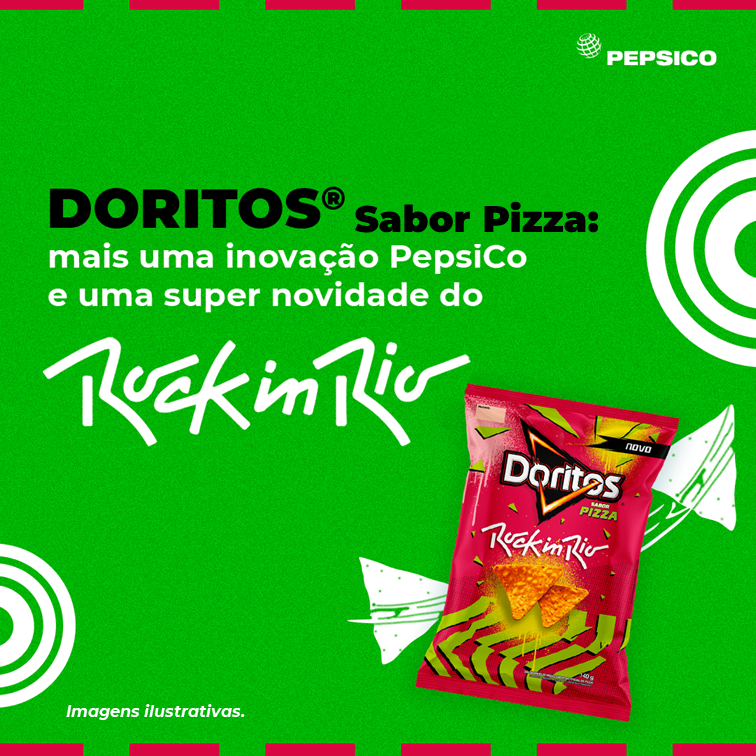 PEPSICO
DORITOS® Sabor Pizza:
mais uma inovação PepsiCo
e uma super novidade do
Rock in Rio
NOVO
Doritos
SABOR
PIZZA
Rock in Rio
140 g
Imagens ilustrativas.